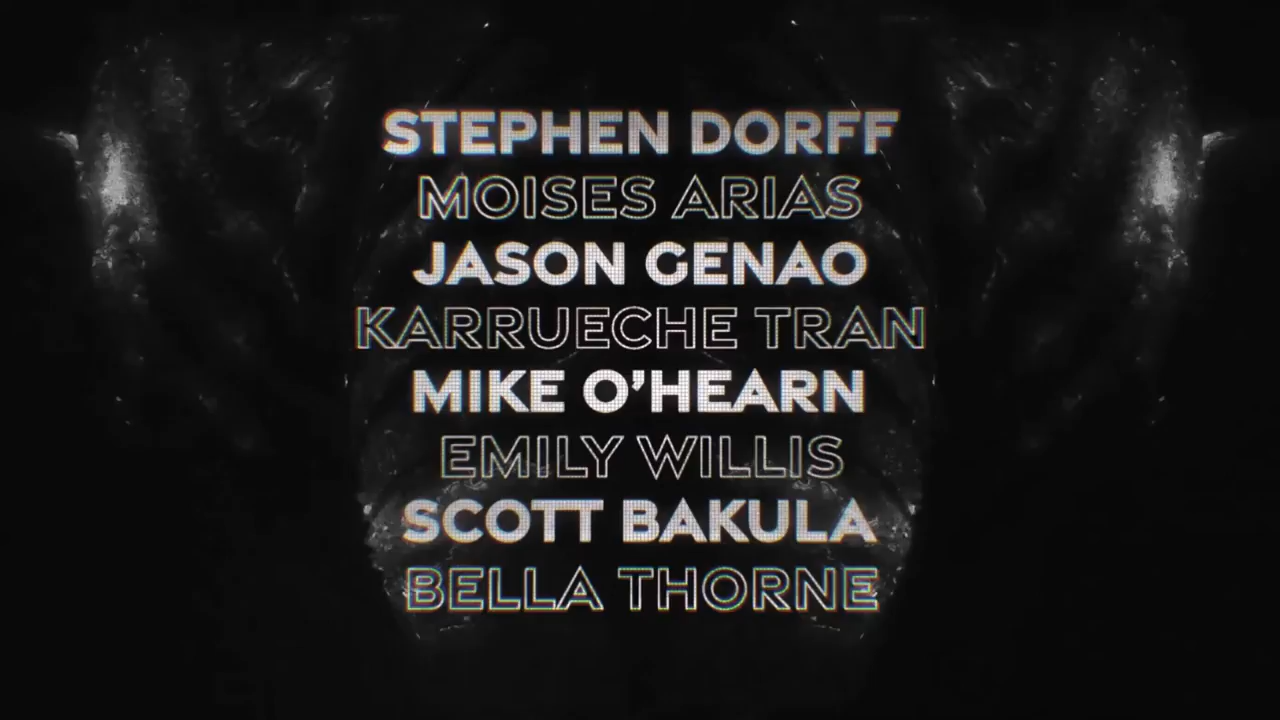 STEPHEN DORFF
MOISES ARIAS
JASON GENAO
KARRUECHE TRAN
MIKE O'HEARN
EMILY WILLIS
SCOTT BAKULA
BELLA THORNE